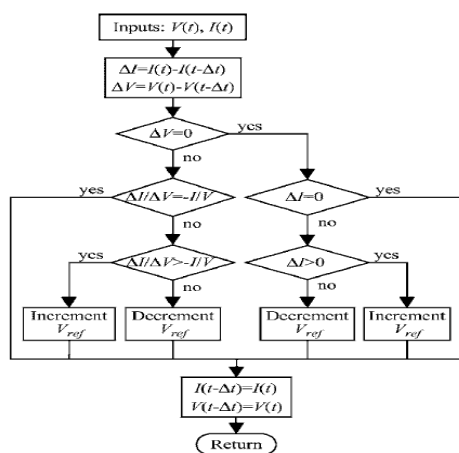 Inputs: V(t), I(t)
ΔI=I(t)-I(t-Δt)
ΔV=V(t)-V(t-Δt)
ΔV=0
yes
no
yes
ΔI/ΔV=-I/V
ΔI=0
yes
no
no
yes
ΔI/ΔV>-I/V
ΔI>0
yes
no
no
Increment
Vref
Decrement
Vref
Decrement
Vref
Increment
Vref
I(t-Δt)=I(t)
V(t-Δt)=V(t)
Return